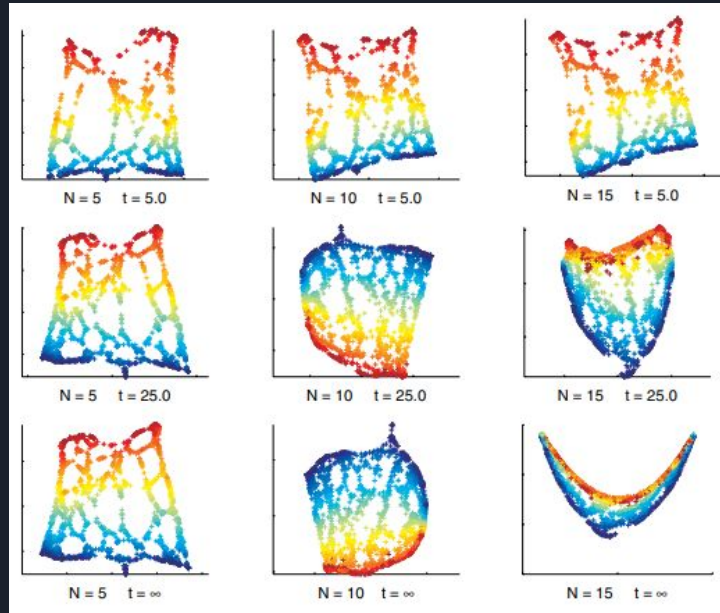 N = 5 t = 5.0
N = 10 t = 5.0
N = 15 t = 5.0
N = 5 t = 25.0
N = 10 t = 25.0
N = 15 t = 25.0
N = 5 t = ∞
N = 10 t = ∞
N = 15 t = ∞